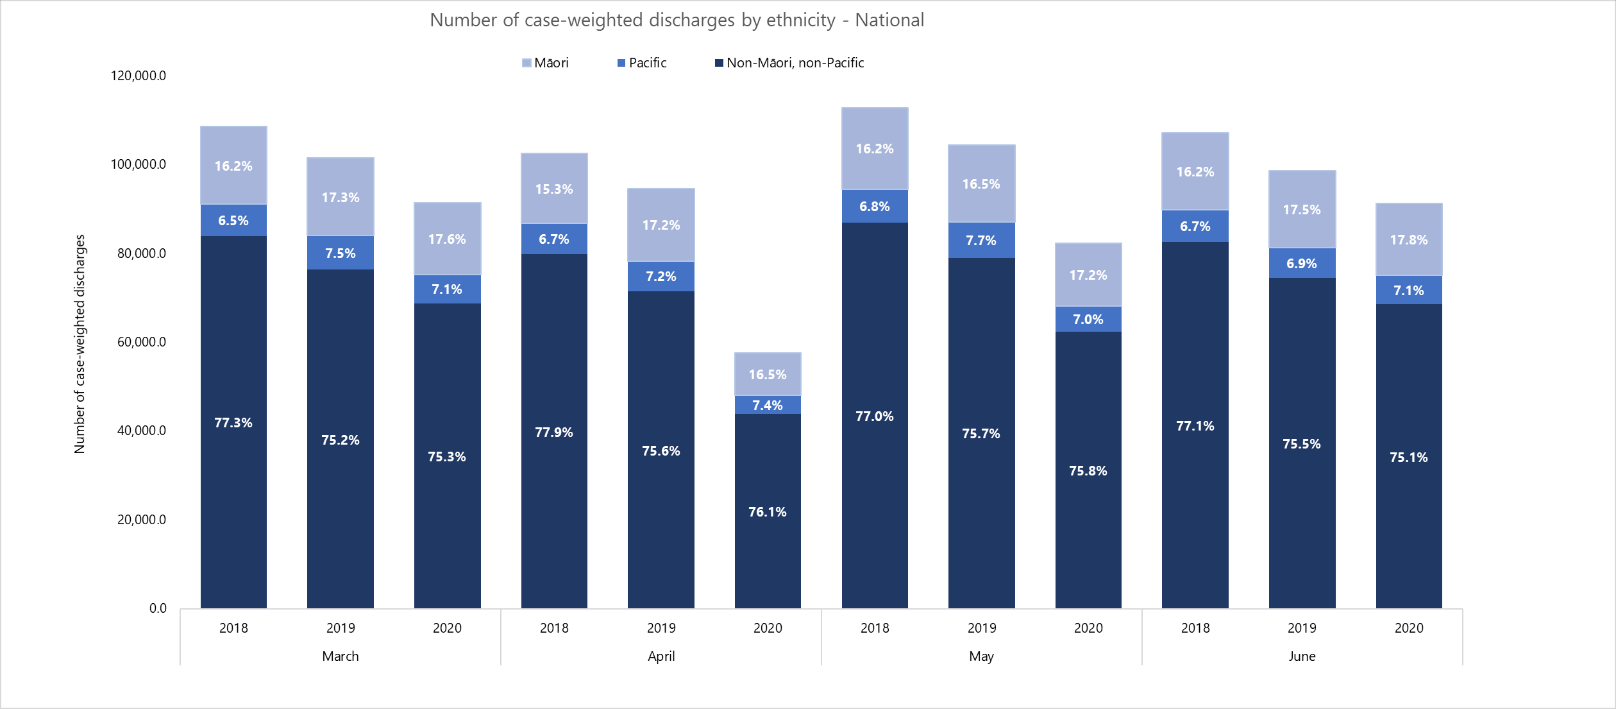 Number of case-weighted discharges by ethnicity - National
Māori Pacific Non-Māori, non-Pacific
Number of case-weighted discharges
120,000.0
100,000.0
80,000.0
60,000.0
40,000.0
20,000.0
0.0
16.2% 17.3% 17.6% 15.3% 17.2% 16.5% 16.2% 16.5% 17.2% 16.2% 17.5% 17.8%
6.5% 7.5% 7.1% 6.7% 7.2% 7.4% 6.8% 7.7% 7.0% 6.7% 6.9% 7.1%
77.3% 75.2% 75.3% 77.9% 75.6% 76.1% 77.0% 75.7% 75.8% 77.1% 75.5% 75.1%
2018 2019 2020 2018 2019 2020 2018 2019 2020 2018 2019 2020
March April May June